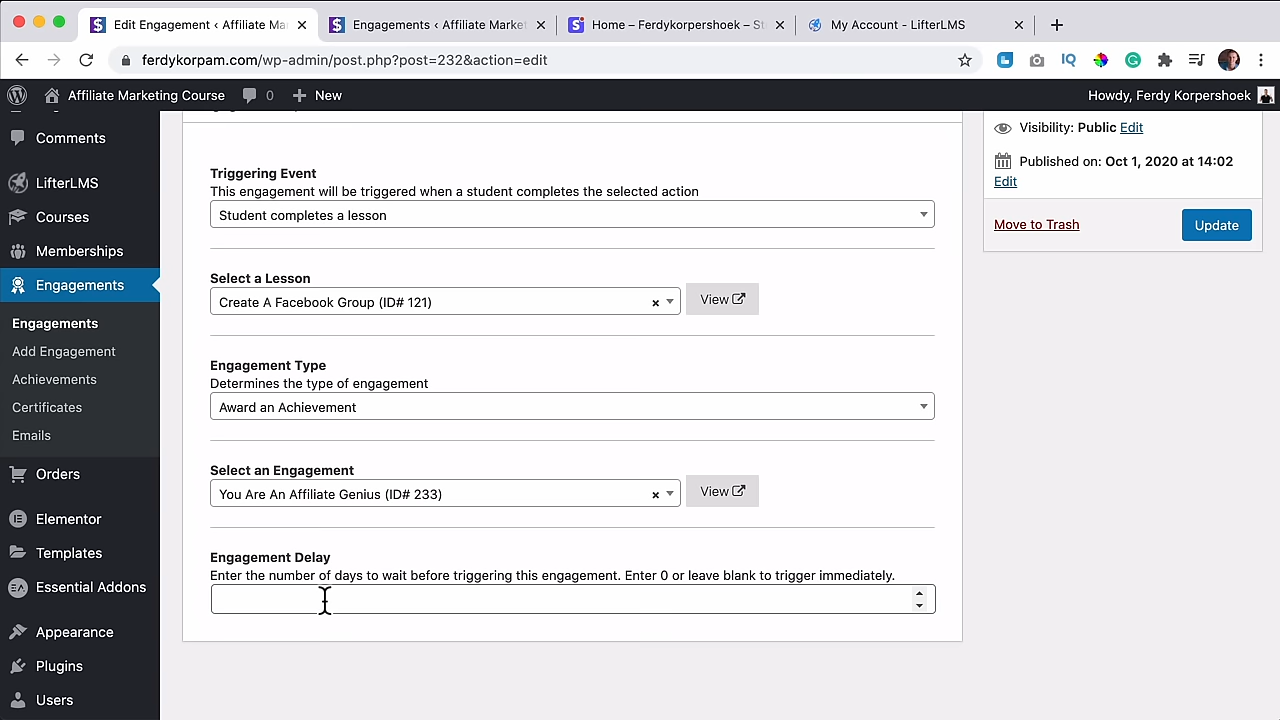 Edit Engagement ‹ Affiliate Ma
Engagements ‹ Affiliate Market
Home – Ferdykorpershoek – St
My Account - LifterLMS
ferdykorpam.com/wp-admin/post.php?post=232&action=edit
IQ
Affiliate Marketing Course
0
New
Howdy, Ferdy Korpershoek
Comments
LifterLMS
Courses
Memberships
Engagements
Engagements
Add Engagement
Achievements
Certificates
Emails
Orders
Elementor
Templates
Essential Addons
Appearance
Plugins
Users
Triggering Event
This engagement will be triggered when a student completes the selected action
Student completes a lesson
Select a Lesson
Create A Facebook Group (ID# 121)
× 
View
Engagement Type
Determines the type of engagement
Award an Achievement
Select an Engagement
You Are An Affiliate Genius (ID# 233)
×
View
Engagement Delay
Enter the number of days to wait before triggering this engagement. Enter 0 or leave blank to trigger immediately.
Visibility: Public Edit
Published on: Oct 1, 2020 at 14:02
Edit
Move to Trash
Update